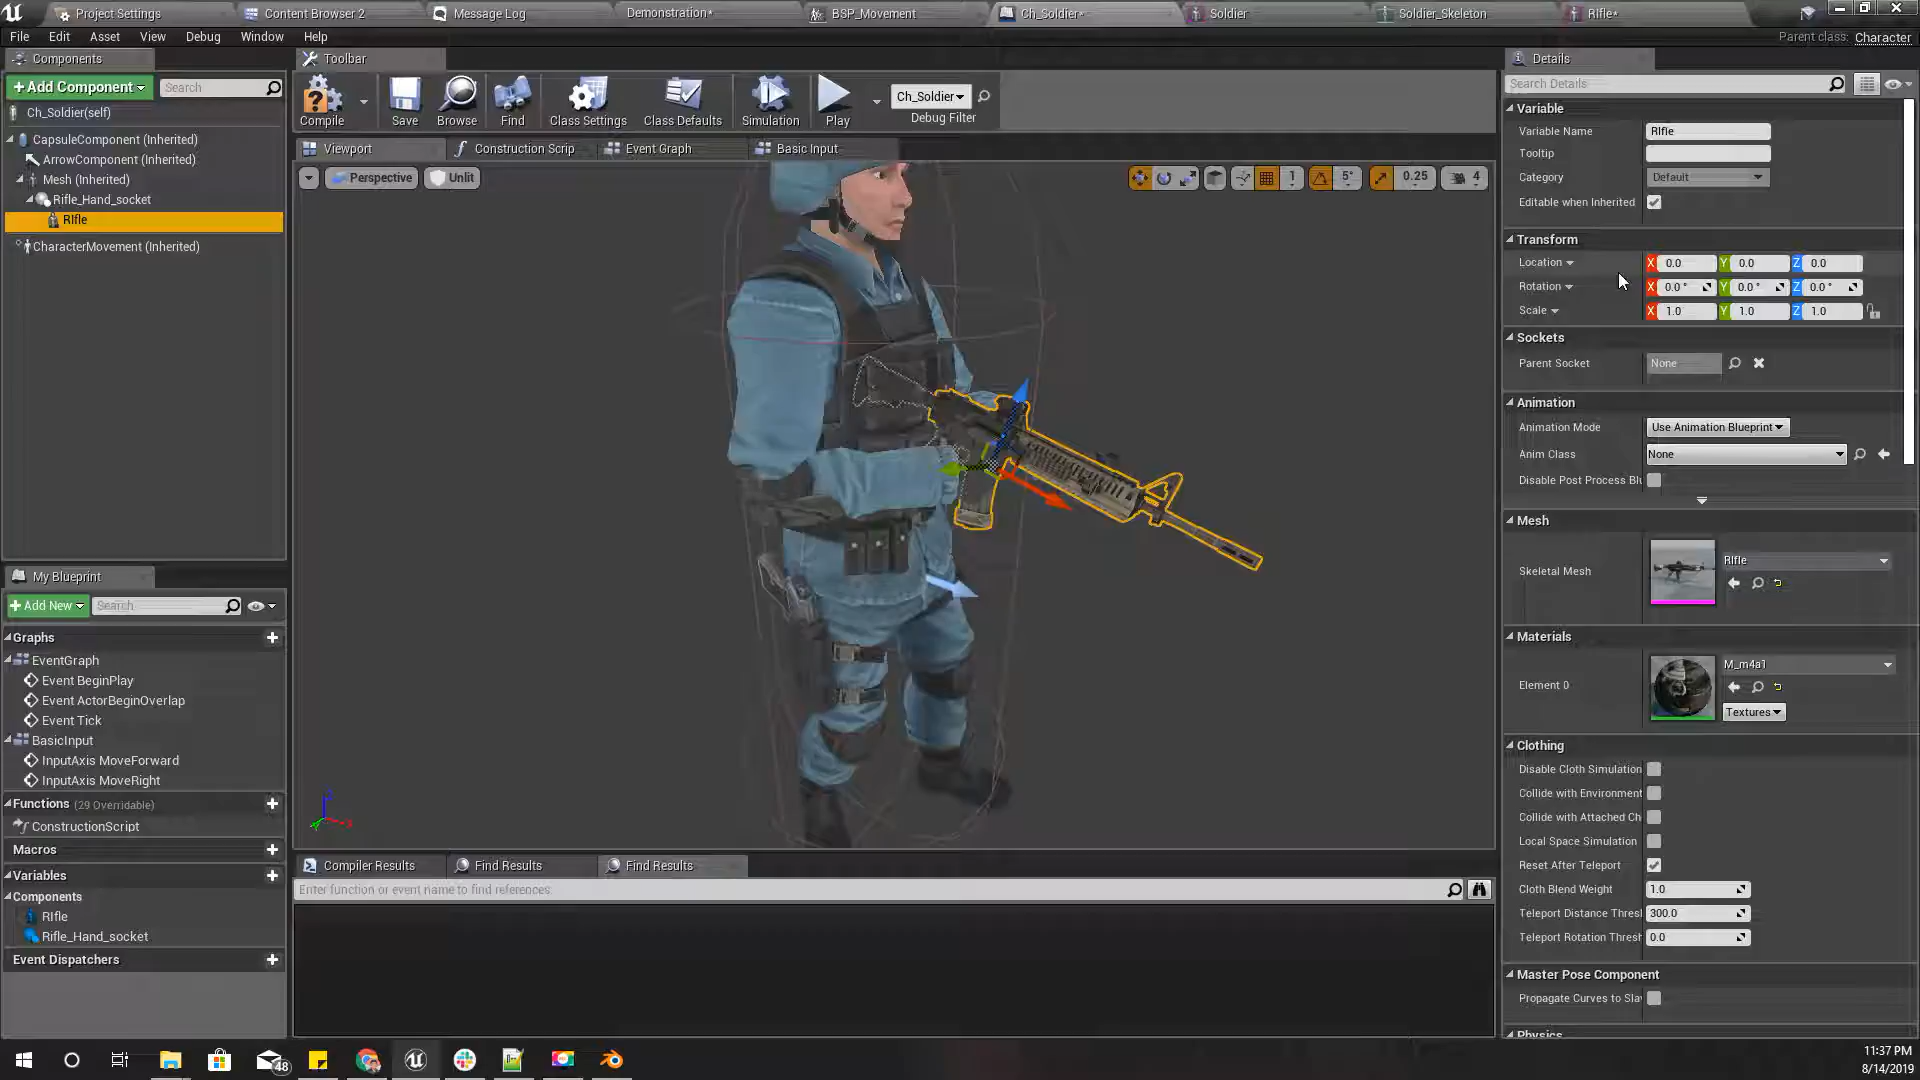 Project Settings
Content Browser 2
Message Log
Demonstration*
BSP_Movement
Ch_Soldier*
Soldier
Soldier_Skeleton
RIfle*
File Edit Asset View Debug Window Help
Parent class: Character
Components
+Add Component
Search
Ch_Soldier(self)
CapsuleComponent (Inherited)
ArrowComponent (Inherited)
Mesh (Inherited)
Rifle_Hand_socket
RIfle
CharacterMovement (Inherited)
Toolbar
Compile
Save
Browse
Find
Class Settings
Class Defaults
Simulation
Play
Ch_Soldier
Debug Filter
Viewport
Construction Scrip
Event Graph
Basic Input
Perspective
Unlit
1
5°
0.25
4
My Blueprint
+Add New
Search
Graphs
EventGraph
Event BeginPlay
Event ActorBeginOverlap
Event Tick
BasicInput
InputAxis MoveForward
InputAxis MoveRight
Functions (29 Overridable)
ConstructionScript
Macros
Variables
Components
RIfle
Rifle_Hand_socket
Event Dispatchers
Compiler Results
Find Results
Find Results
Enter function or event name to find references.
Details
Search Details
Variable
Variable Name RIfle
Tooltip
Category Default
Editable when Inherited
Transform
Location X 0.0 Y 0.0 Z 0.0
Rotation X 0.0 ° Y 0.0 ° Z 0.0 °
Scale X 1.0 Y 1.0 Z 1.0
Sockets
Parent Socket None
Animation
Animation Mode Use Animation Blueprint
Anim Class None
Disable Post Process Blu
Mesh
Skeletal Mesh RIfle
Materials
Element 0 M_m4a1
Textures
Clothing
Disable Cloth Simulation
Collide with Environment
Collide with Attached Ch
Local Space Simulation
Reset After Teleport
Cloth Blend Weight 1.0
Teleport Distance Thresl 300.0
Teleport Rotation Thresh 0.0
Master Pose Component
Propagate Curves to Sla
Physics
48
11:37 PM
8/14/2019